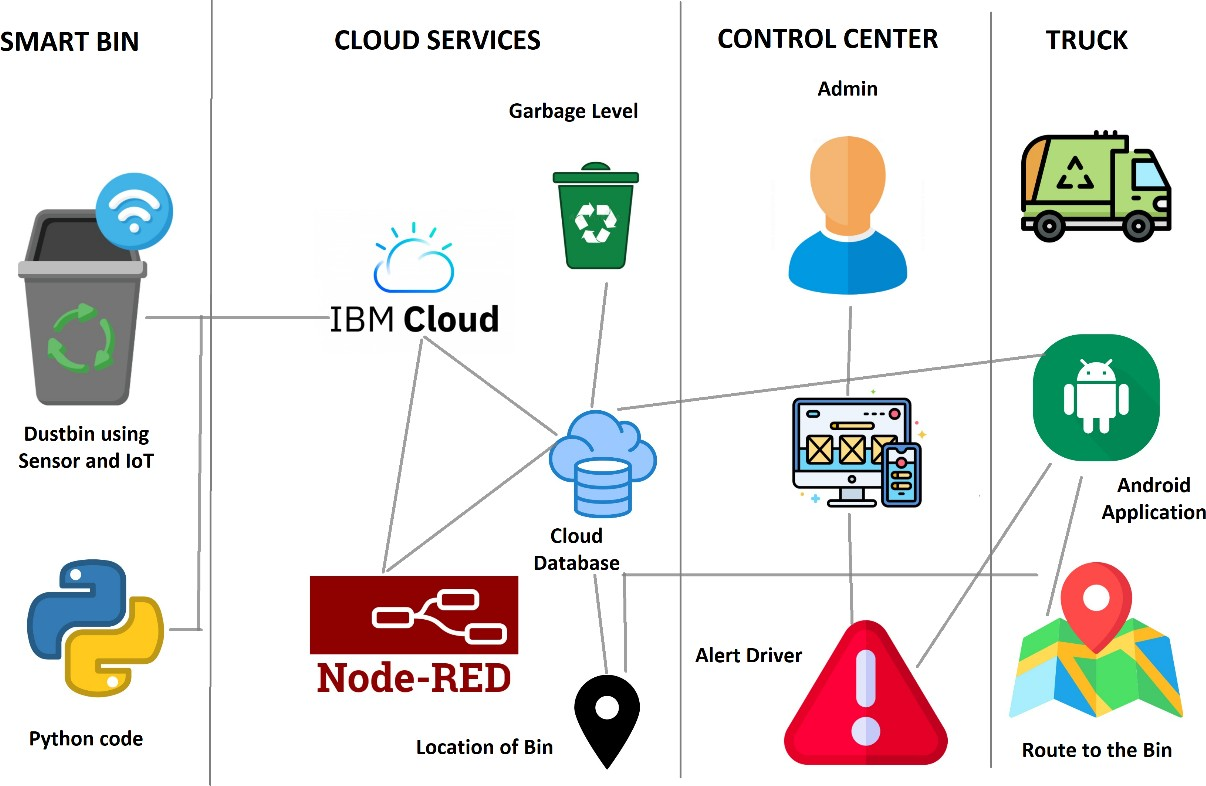 SMART BIN
CLOUD SERVICES
CONTROL CENTER
TRUCK
Admin
Garbage Level
IBM Cloud
Dustbin using
Sensor and IoT
Android
Application
Cloud
Database
Node-RED
Alert Driver
Python code
Location of Bin
Route to the Bin